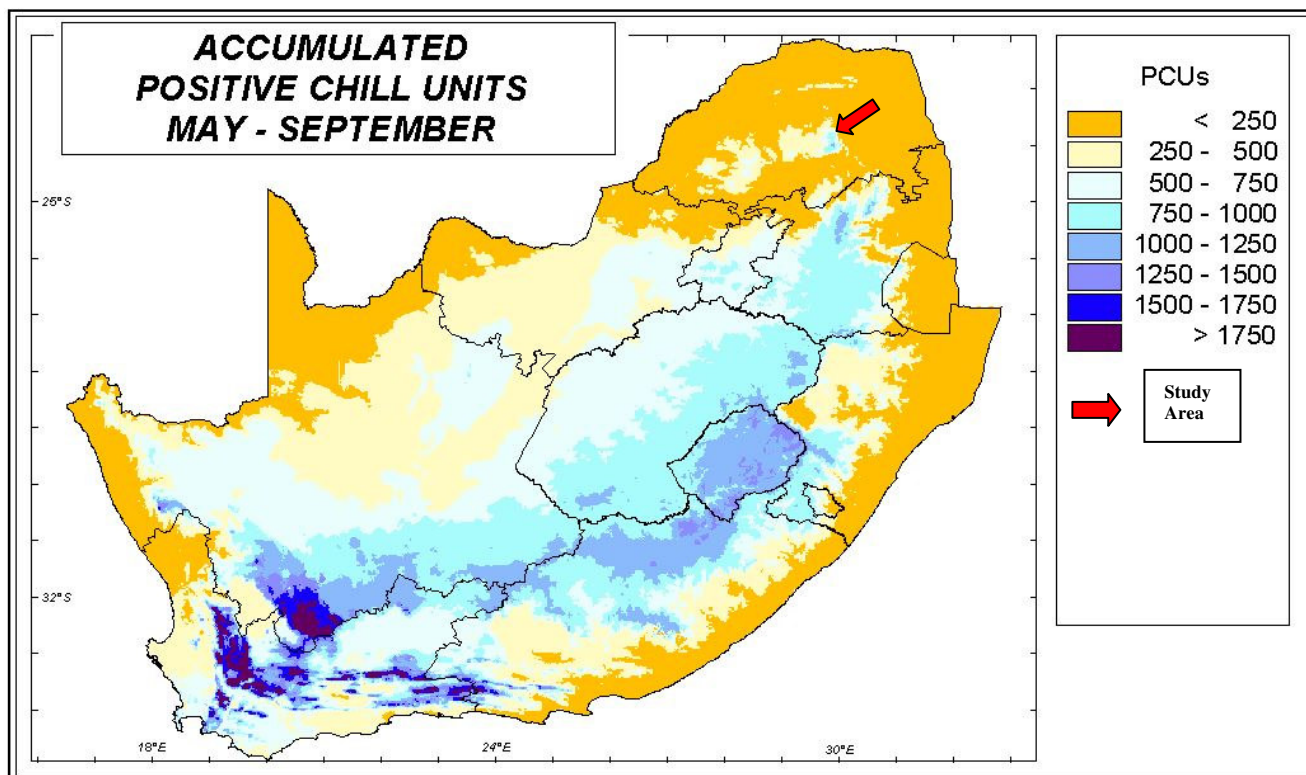 ACCUMULATED
POSITIVE CHILL UNITS
MAY - SEPTEMBER
PCUs
< 250
250 - 500
500 - 750
750 - 1000
1000 - 1250
1250 - 1500
1500 - 1750
> 1750
Study
Area
25°S
32°S
18°E
24°E
30°E